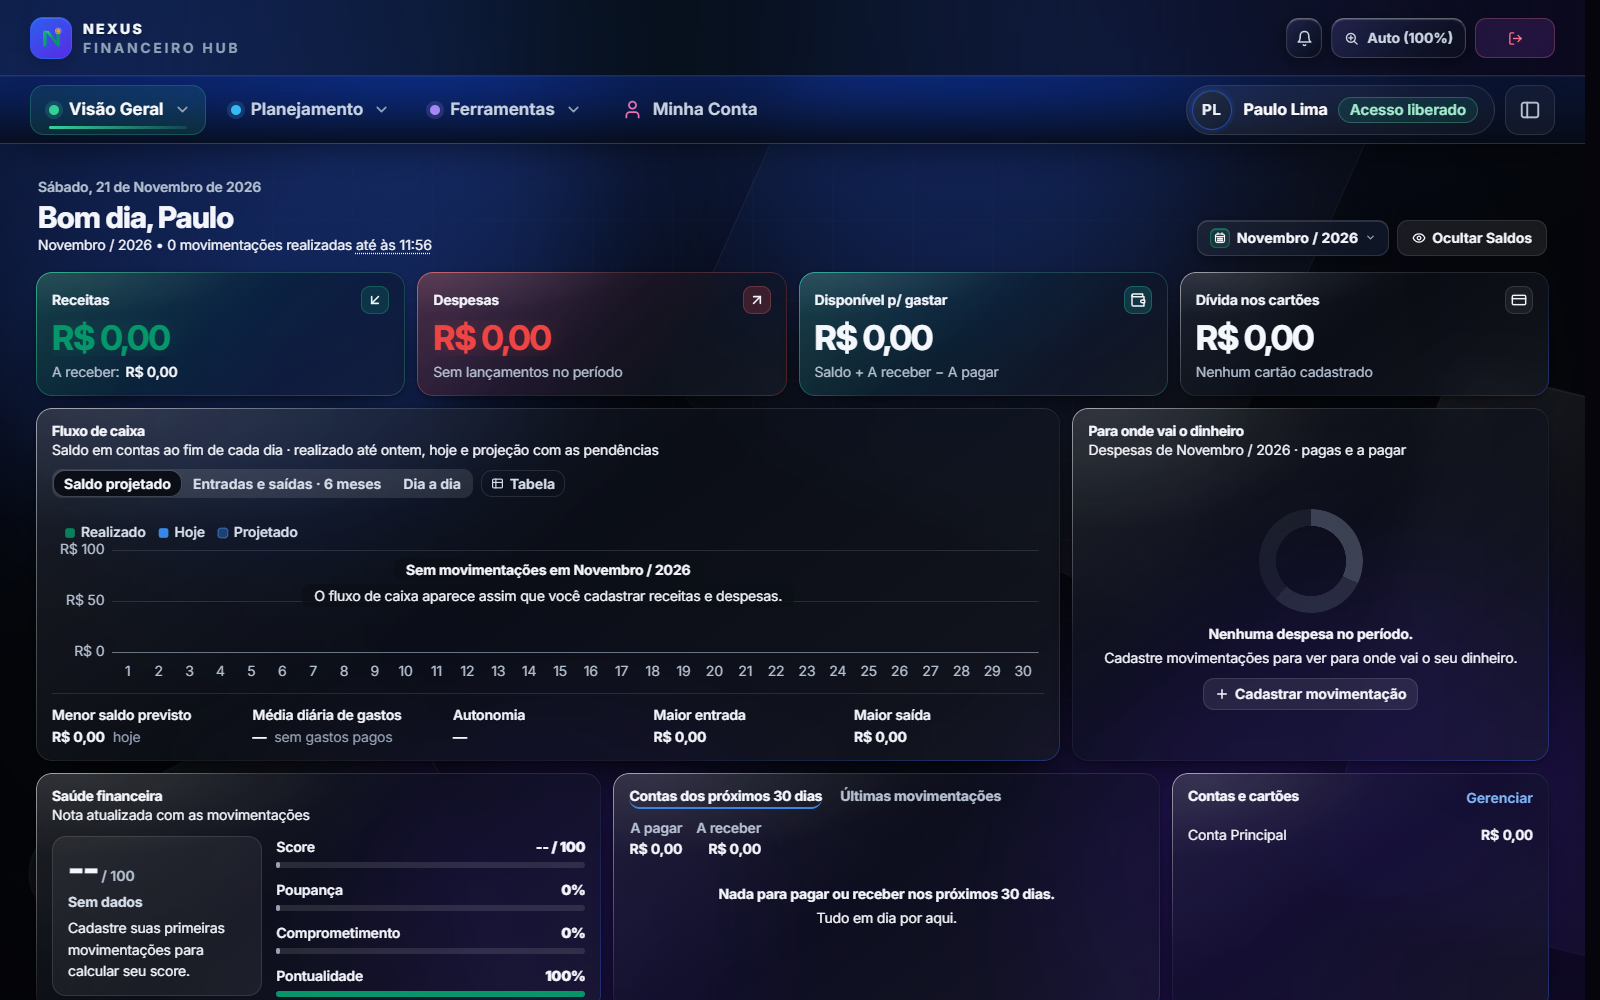 NEXUS
FINANCEIRO HUB
Auto (100%)
Visão Geral
Planejamento
Ferramentas
Minha Conta
PL
Paulo Lima
Acesso liberado
Sábado, 21 de Novembro de 2026
Bom dia, Paulo
Novembro / 2026 • 0 movimentações realizadas até às 11:56
Novembro / 2026
Ocultar Saldos
Receitas
R$ 0,00
A receber: R$ 0,00
Despesas
R$ 0,00
Sem lançamentos no período
Disponível p/ gastar
R$ 0,00
Saldo + A receber − A pagar
Dívida nos cartões
R$ 0,00
Nenhum cartão cadastrado
Fluxo de caixa
Saldo em contas ao fim de cada dia · realizado até ontem, hoje e projeção com as pendências
Saldo projetado
Entradas e saídas · 6 meses
Dia a dia
Tabela
Realizado
Hoje
Projetado
R$ 100
R$ 50
R$ 0
Sem movimentações em Novembro / 2026
O fluxo de caixa aparece assim que você cadastrar receitas e despesas.
1 2 3 4 5 6 7 8 9 10 11 12 13 14 15 16 17 18 19 20 21 22 23 24 25 26 27 28 29 30
Menor saldo previsto
R$ 0,00 hoje
Média diária de gastos
— sem gastos pagos
Autonomia
—
Maior entrada
R$ 0,00
Maior saída
R$ 0,00
Para onde vai o dinheiro
Despesas de Novembro / 2026 · pagas e a pagar
Nenhuma despesa no período.
Cadastre movimentações para ver para onde vai o seu dinheiro.
+ Cadastrar movimentação
Saúde financeira
Nota atualizada com as movimentações
-- / 100
Sem dados
Cadastre suas primeiras
movimentações para
calcular seu score.
Score -- / 100
Poupança 0%
Comprometimento 0%
Pontualidade 100%
Contas dos próximos 30 dias
Últimas movimentações
A pagar
R$ 0,00
A receber
R$ 0,00
Nada para pagar ou receber nos próximos 30 dias.
Tudo em dia por aqui.
Contas e cartões
Gerenciar
Conta Principal
R$ 0,00